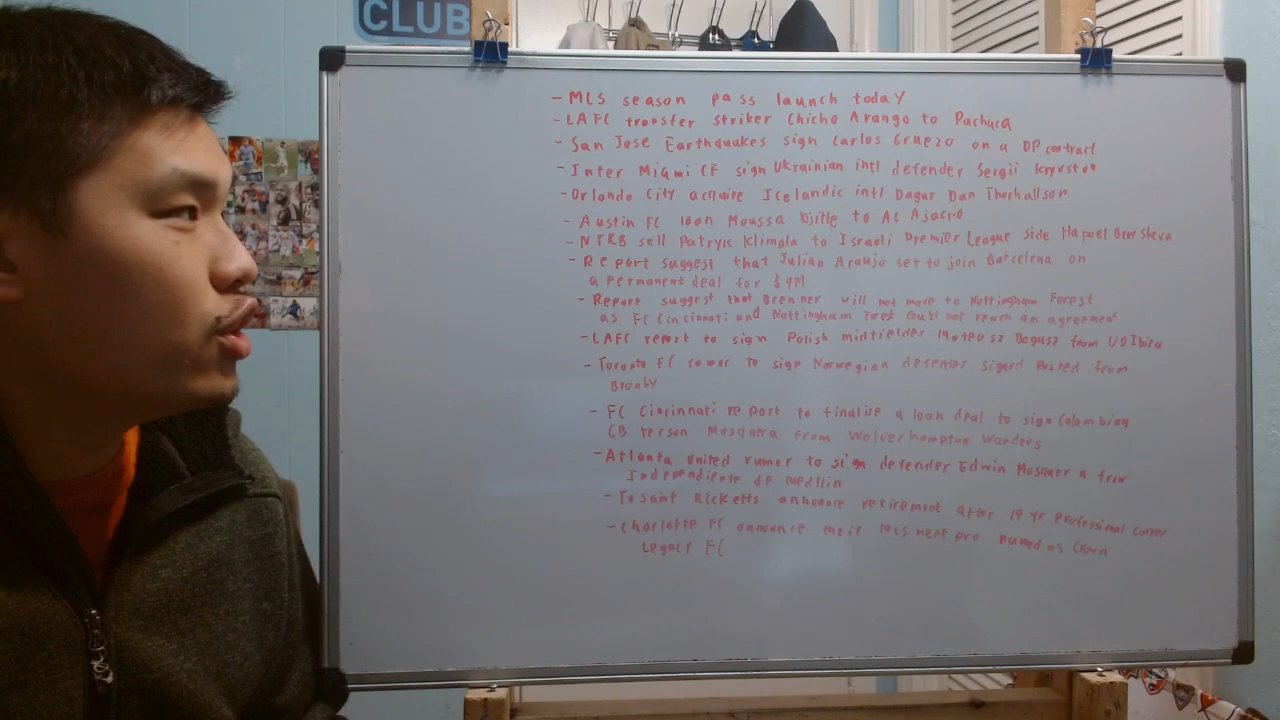 CLUB
- MLS season pass launch today
- LAFC transfer striker Chicho Arango to Pachuca
- San Jose Earthquakes sign Carlos Gruezo on a DP contract
- Inter Miami CF sign Ukrainian intl defender Sergii Kryvstov
- Orlando City acquire Icelandic intl Dagur Dan Thorhallson
- Austin FC loan Moussa Djitte to AC Ajaccio
- NYRB sell Patryk Klimala to Israeli Premier League side Hapoel Beer Sheva
- Report suggest that Julian Araujo set to join Barcelona on
a permanent deal for $4M
- Report suggest that Brenner will not move to Nottingham Forest
as FC Cincinnati and Nottingham Forest could not reach an agreement
- LAFC report to sign Polish midfielder Mateusz Bogusz from UD Ibiza
- Toronto FC rumor to sign Norwegian defender Sigurd Rosted from
Brondy
- FC Cincinnati report to finalize a loan deal to sign Colombian
CB Yerson Mosquera from Wolverhampton Wanders
- Atlanta United rumor to sign defender Edwin Mosquera from
Independiente de Medllin
- Tosaint Ricketts announce retirement after 19 yr professional career
- Charlotte FC announce their MLS next pro named as Crown
Legacy FC